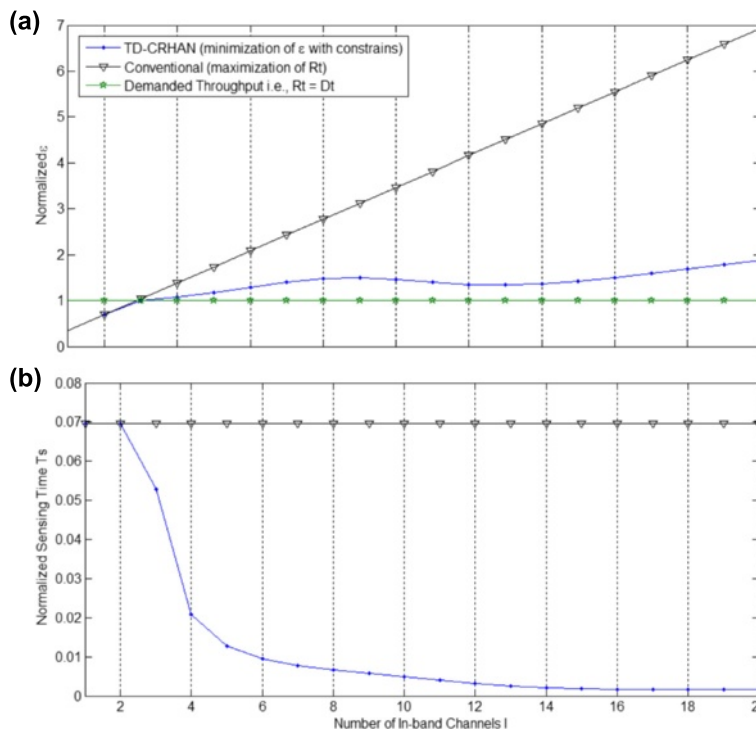 (a)
7
6
5
4
3
2
1
0
Normalized ε
TD-CRHAN (minimization of ε with constrains)
Conventional (maximization of Rt)
Demanded Throughput i.e., Rt = Dt
(b)
0.08
0.07
0.06
0.05
0.04
0.03
0.02
0.01
0
Normalized Sensing Time Ts
2 4 6 8 10 12 14 16 18
Number of In-band Channels I